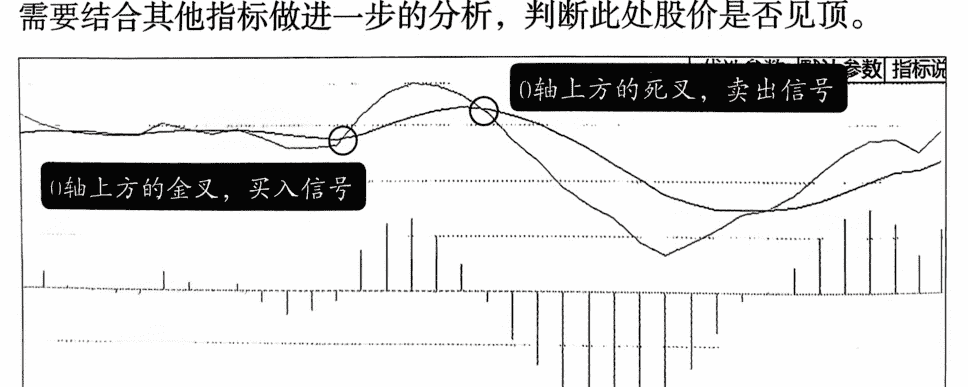 需要结合其他指标做进一步的分析，判断此处股价是否见顶。
参数 指标说
0轴上方的死叉，卖出信号
0轴上方的金叉，买入信号